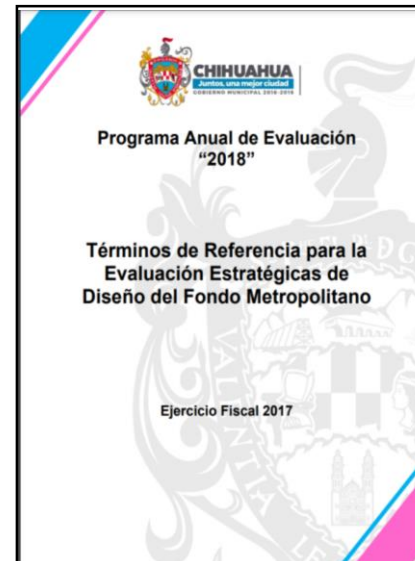 CHIHUAHUA
Juntos, una mejor ciudad
GOBIERNO MUNICIPAL 2016-2018
Programa Anual de Evaluación
“2018”
Términos de Referencia para la
Evaluación Estratégicas de
Diseño del Fondo Metropolitano
Ejercicio Fiscal 2017
VALENTIA